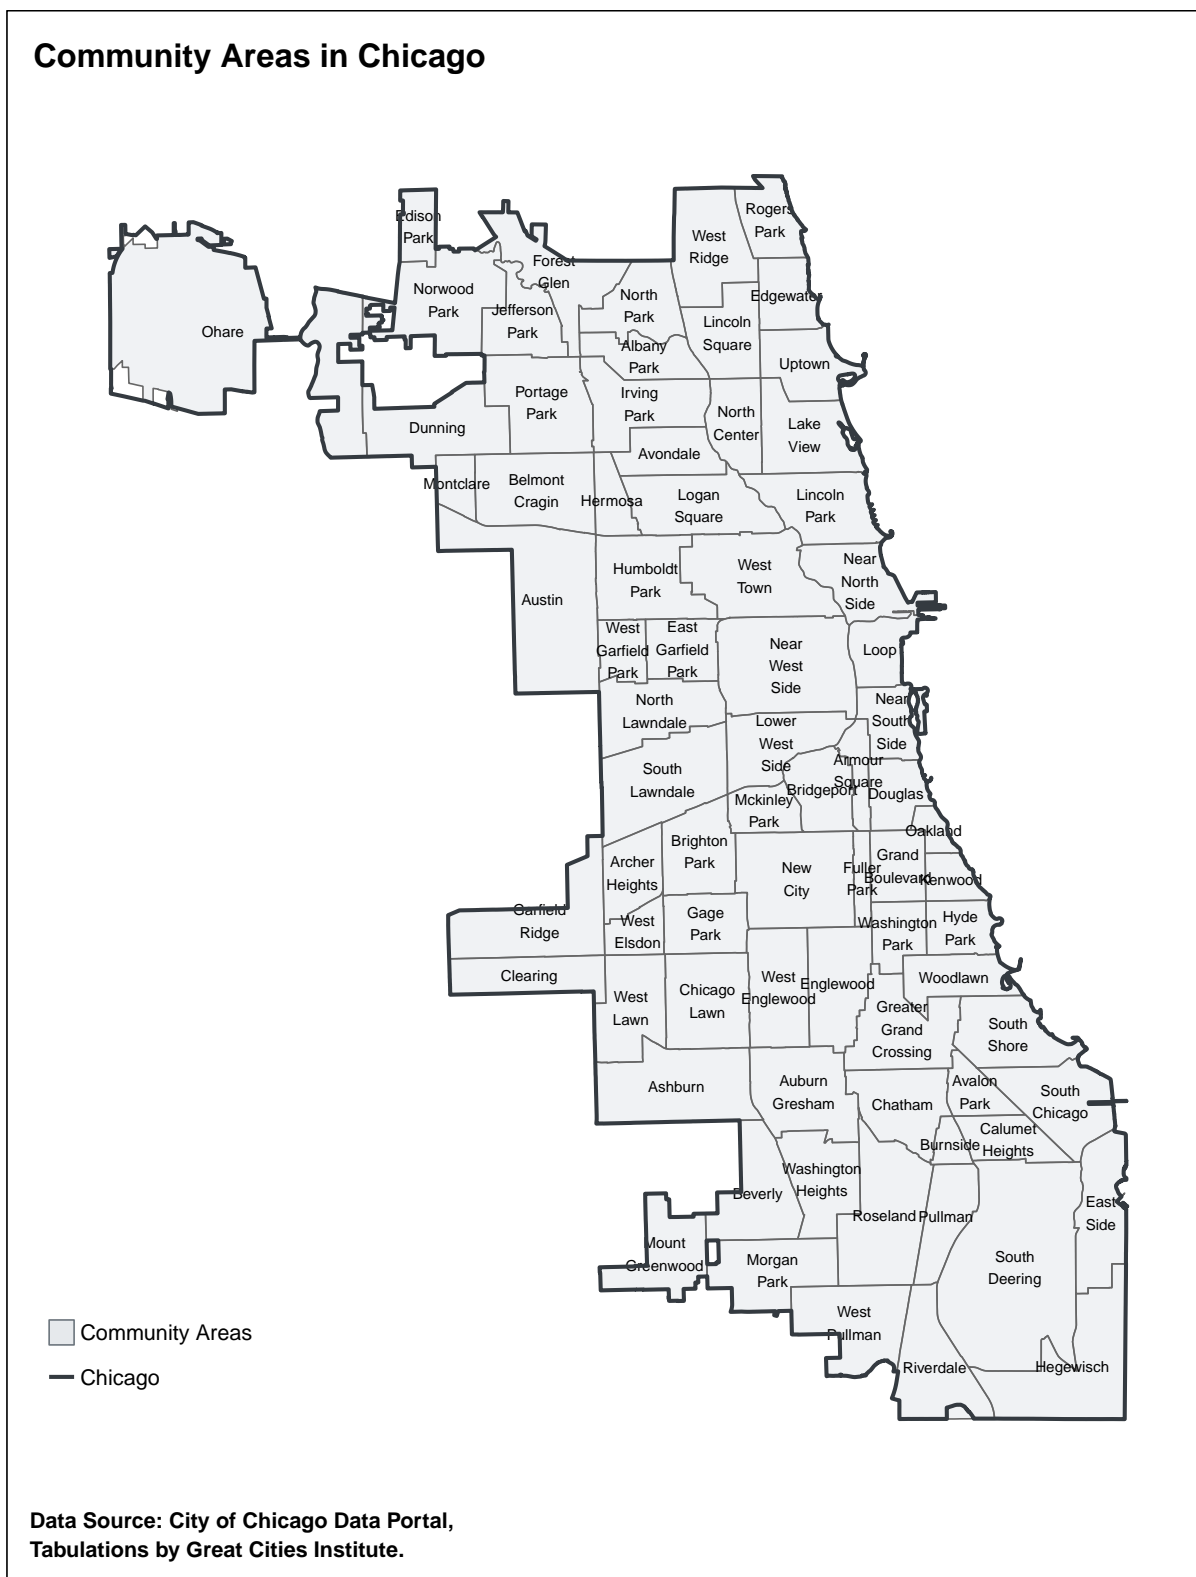 Community Areas in Chicago
Edison
Park
Rogers
Park
West
Ridge
Forest
Glen
Norwood
Park
North
Park
Edgewater
Jefferson
Park
Lincoln
Square
Ohare
Albany
Park
Uptown
Portage
Park
Irving
Park
North
Center
Lake
View
Dunning
Avondale
Montclare
Belmont
Cragin
Hermosa
Logan
Square
Lincoln
Park
Near
North
Side
Humboldt
Park
West
Town
Austin
West
Garfield
Park
East
Garfield
Park
Near
West
Side
Loop
North
Lawndale
Near
South
Side
Lower
West
Side
South
Lawndale
Armour
Square
Bridgeport
Douglas
Mckinley
Park
Oakland
Brighton
Park
Archer
Heights
New
City
Fuller
Park
Grand
Boulevard
Kenwood
Garfield
Ridge
West
Elsdon
Gage
Park
Washington
Park
Hyde
Park
Clearing
West
Lawn
Chicago
Lawn
West
Englewood
Englewood
Woodlawn
Greater
Grand
Crossing
South
Shore
Ashburn
Auburn
Gresham
Chatham
Avalon
Park
South
Chicago
Burnside
Calumet
Heights
Washington
Heights
Beverly
Roseland
Pullman
East
Side
Mount
Greenwood
Morgan
Park
South
Deering
West
Pullman
Riverdale
Hegewisch
Community Areas
Chicago
Data Source: City of Chicago Data Portal,
Tabulations by Great Cities Institute.